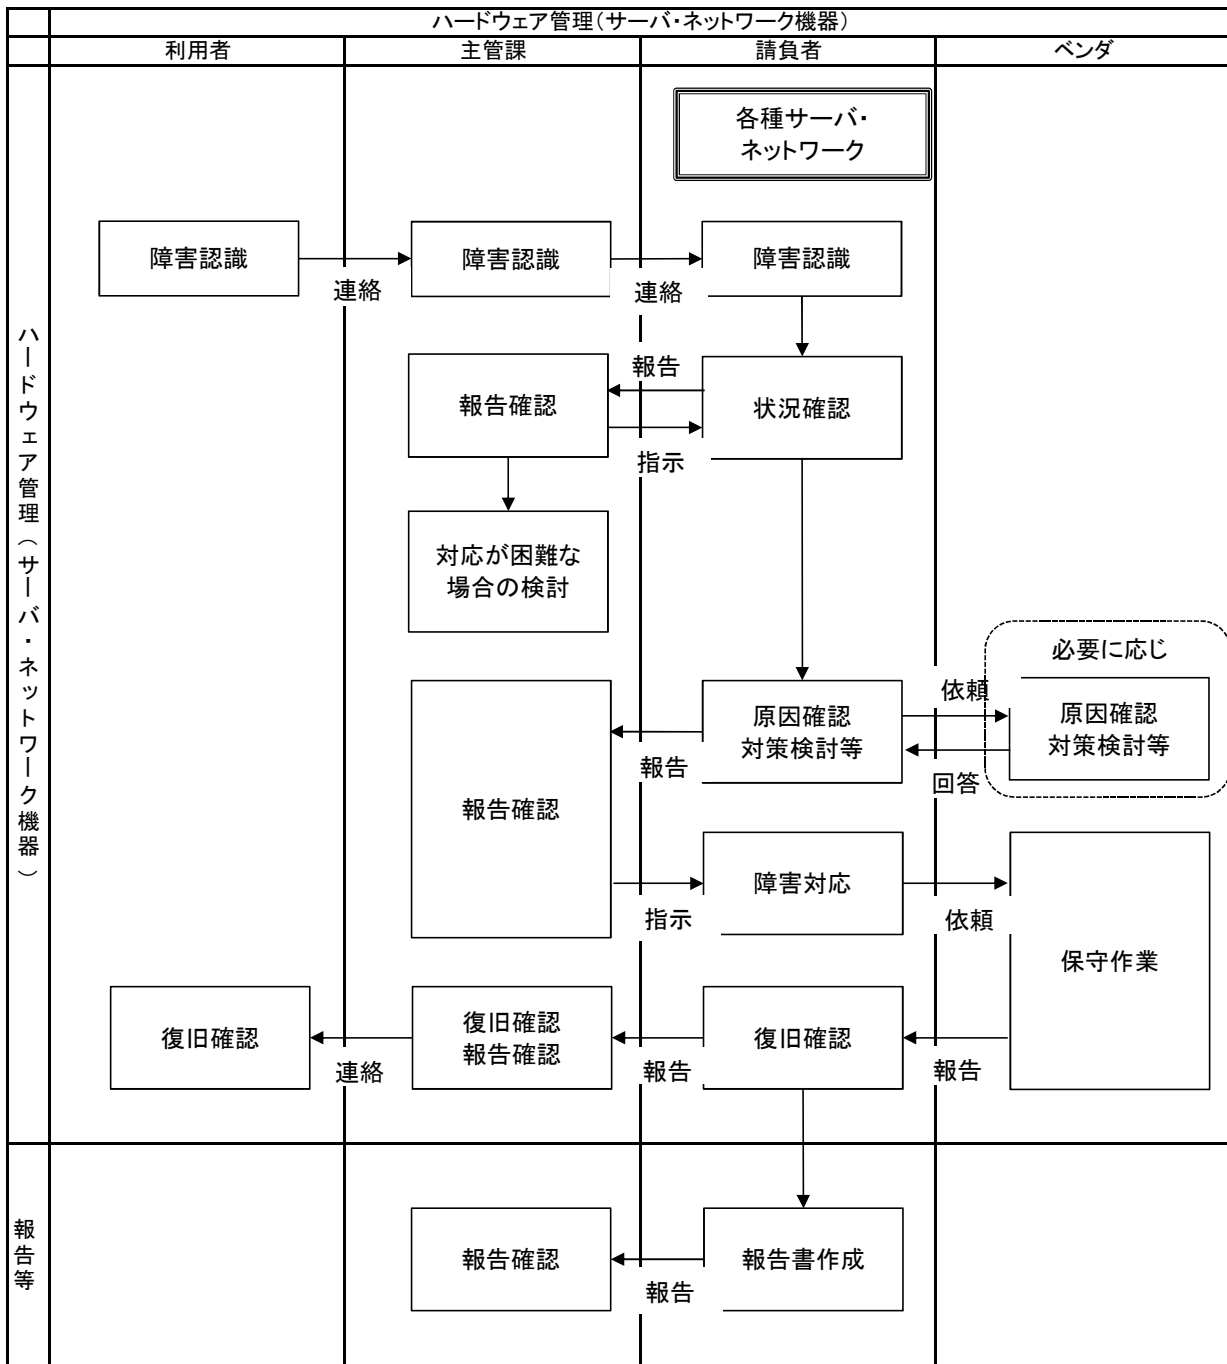 ハードウェア管理（サーバ・ネットワーク機器）
利用者
主管課
請負者
ベンダ
各種サーバ・
ネットワーク
障害認識
連絡
障害認識
連絡
障害認識
ハードウェア管理（サーバ・ネットワーク機器）
報告
報告確認
状況確認
指示
対応が困難な
場合の検討
必要に応じ
依頼
原因確認
対策検討等
原因確認
対策検討等
報告
回答
報告確認
障害対応
指示
依頼
保守作業
復旧確認
復旧確認
報告確認
復旧確認
連絡
報告
報告
報告等
報告確認
報告書作成
報告